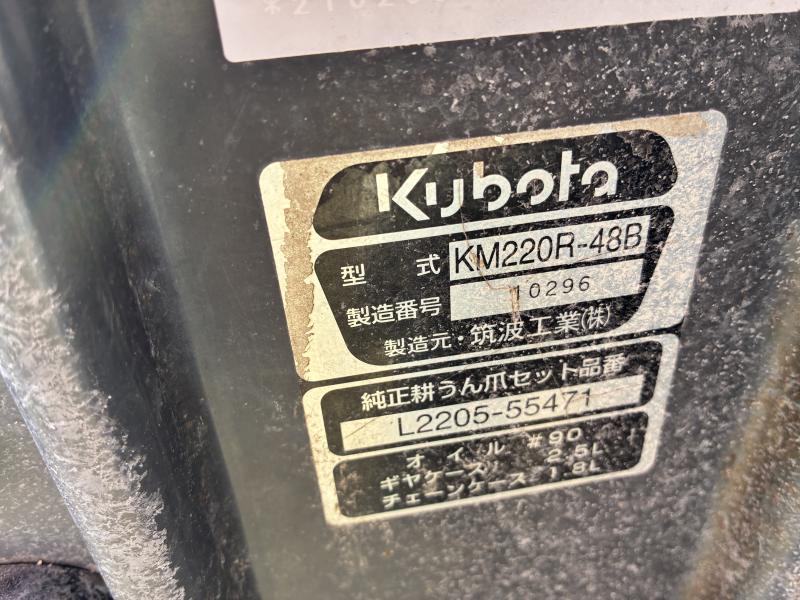 Kubota
型 式 KM220R-48B
製造番号 10296
製造元・筑波工業(株)
純正耕うん爪セット品番
L2205-55471
オイル #90
ギヤケース 2.5L
チェーンケース 1.8L